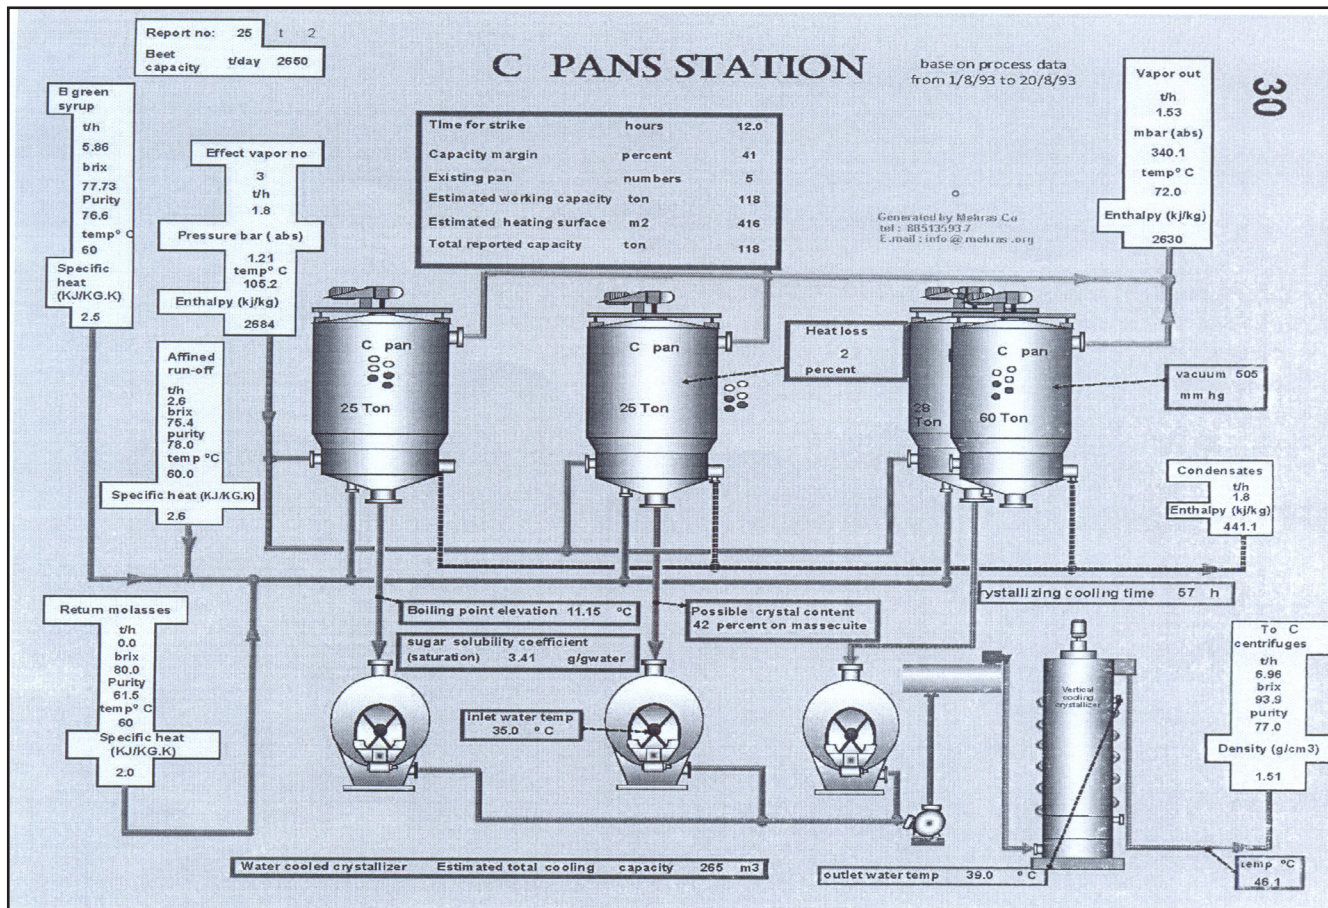 Report no: 25 t 2
Beet
capacity t/day 2650
C PANS STATION
base on process data
from 1/8/93 to 20/8/93
30
B green
syrup
t/h
5.86
brix
77.73
Purity
76.6
temp° C
60
Specific
heat
(KJ/KG.K)
2.5
Effect vapor no
3
t/h
1.8
Pressure bar ( abs)
1.21
temp° C
105.2
Enthalpy (kj/kg)
2684
Time for strike hours 12.0
Capacity margin percent 41
Existing pan numbers 5
Estimated working capacity ton 118
Estimated heating surface m2 416
Total reported capacity ton 118
Generated by Mehras Co
tel : 88513593-7
E.mail : info @ mehras .org
Vapor out
t/h
1.53
mbar (abs)
340.1
temp° C
72.0
Enthalpy (kj/kg)
2630
Affined
run-off
t/h
2.6
brix
75.4
purity
78.0
temp °C
60.0
Specific heat (KJ/KG.K)
2.6
C pan
25 Ton
C pan
25 Ton
Heat loss
2
percent
28
Ton
C pan
60 Ton
vacuum 505
mm hg
Condensates
t/h
1.8
Enthalpy (kj/kg)
441.1
Return molasses
t/h
0.0
brix
80.0
Purity
61.5
temp° C
60
Specific heat
(KJ/KG.K)
2.0
Boiling point elevation 11.15 °C
sugar solubility coefficient
(saturation) 3.41 g/gwater
Possible crystal content
42 percent on massecuite
rystallizing cooling time 57 h
inlet water temp
35.0 ° C
Vertical
cooling
crystallizer
To C
centrifuges
t/h
6.96
brix
93.9
purity
77.0
Density (g/cm3)
1.51
Water cooled crystallizer Estimated total cooling capacity 265 m3
outlet water temp 39.0 ° C
temp °C
46.1